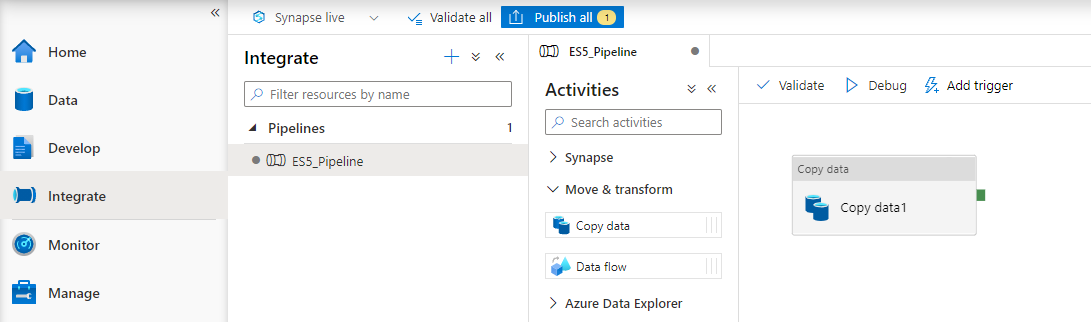 «
Synapse live
Validate all
Publish all 1
Home
Data
Develop
Integrate
Monitor
Manage
Integrate
Filter resources by name
Pipelines 1
ES5_Pipeline
ES5_Pipeline
Activities
Search activities
Synapse
Move & transform
Copy data
Data flow
Azure Data Explorer
Validate
Debug
Add trigger
Copy data
Copy data1